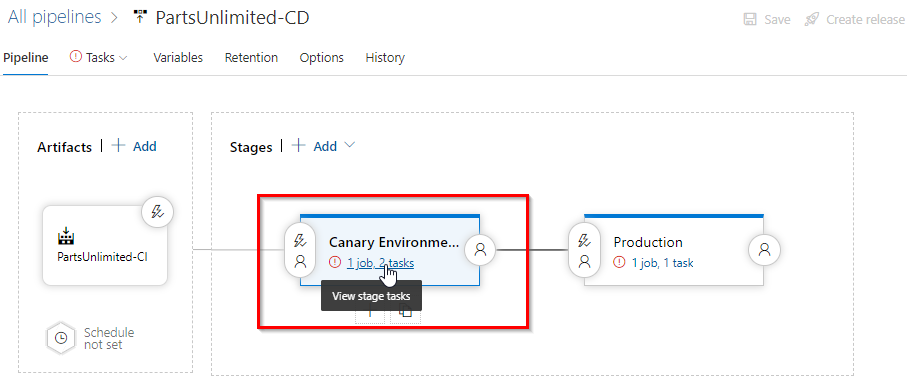 All pipelines > PartsUnlimited-CD
Save Create release
Pipeline Tasks Variables Retention Options History
Artifacts | + Add
Stages | + Add
PartsUnlimited-CI
Schedule
not set
Canary Environme...
1 job, 2 tasks
View stage tasks
Production
1 job, 1 task